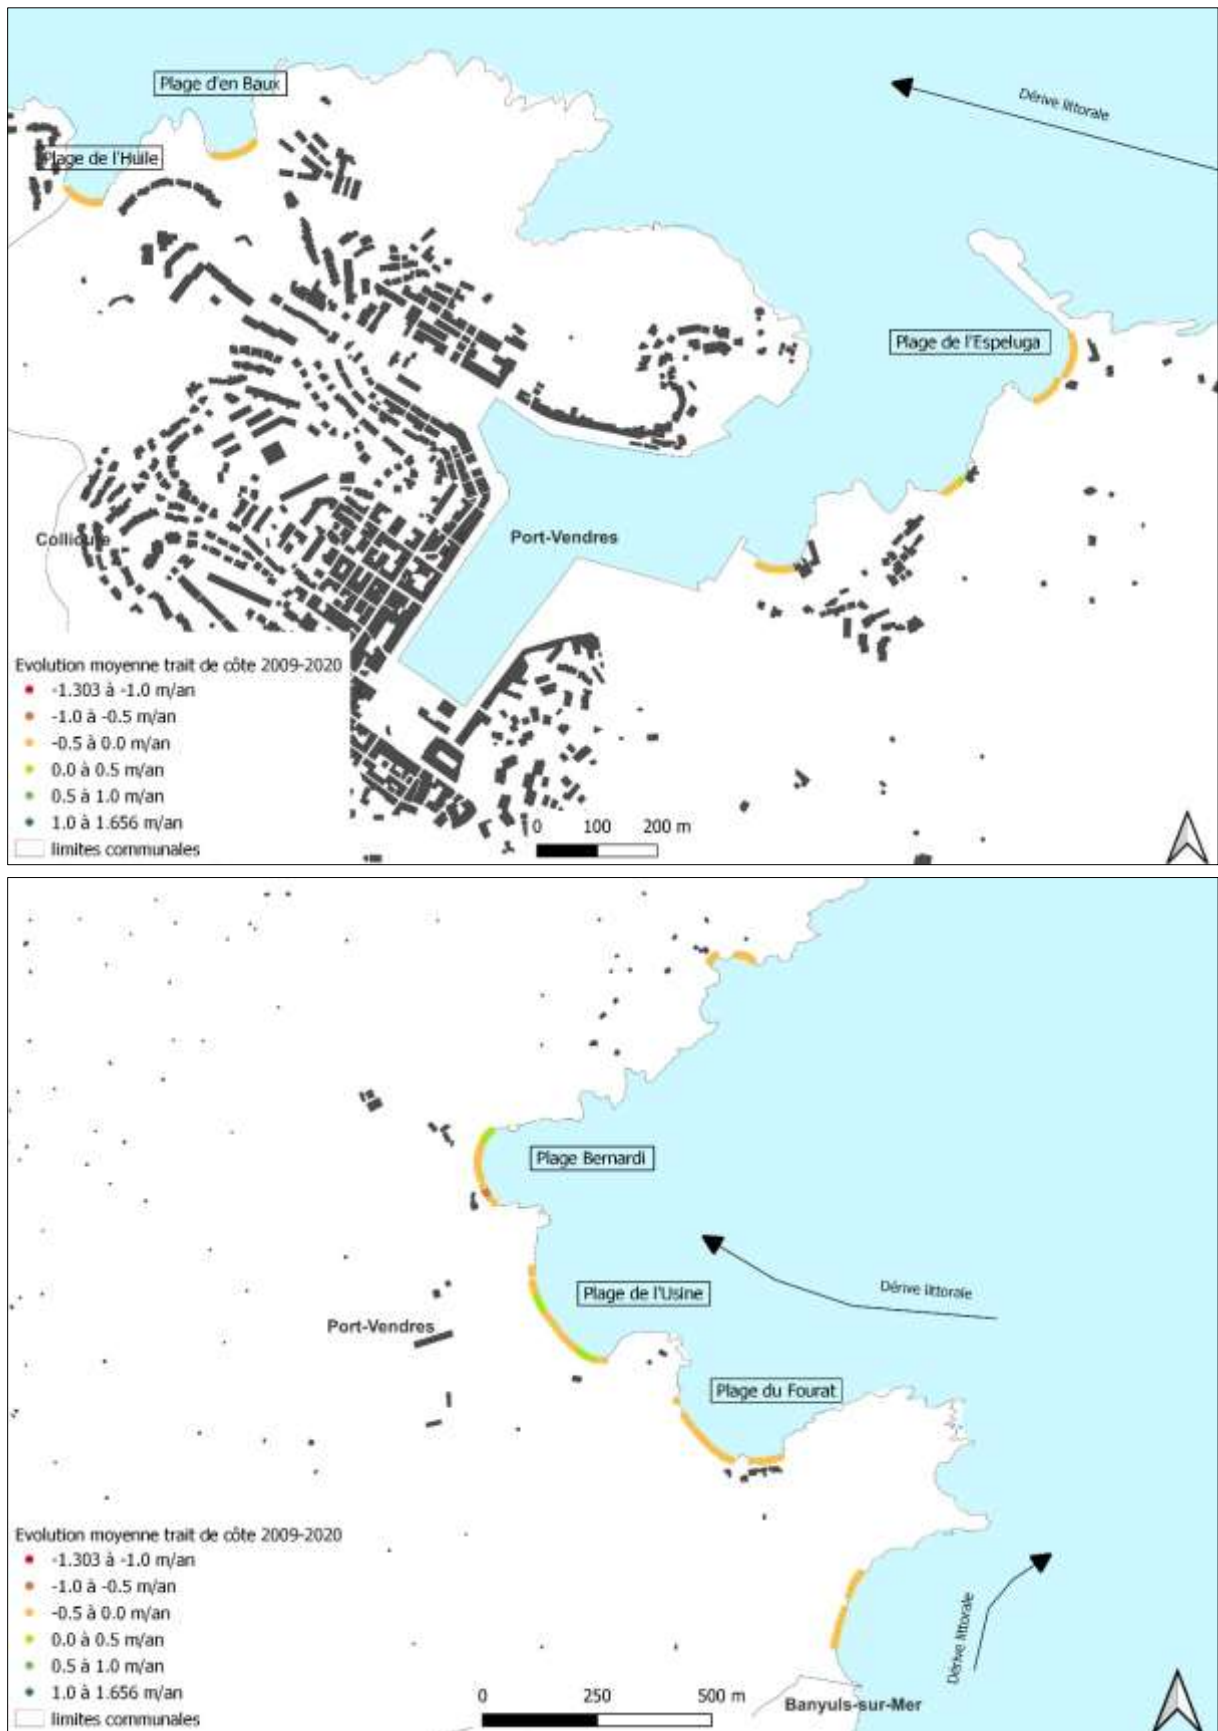 Plage d'en Baux
Dérive littorale
Plage de l'Huile
Plage de l'Espeluga
Collioure
Port-Vendres
Evolution moyenne trait de côte 2009-2020
-1.303 à -1.0 m/an
-1.0 à -0.5 m/an
-0.5 à 0.0 m/an
0.0 à 0.5 m/an
0.5 à 1.0 m/an
1.0 à 1.656 m/an
limites communales
0 100 200 m
Plage Bernardi
Plage de l'Usine
Dérive littorale
Port-Vendres
Plage du Fourat
Evolution moyenne trait de côte 2009-2020
-1.303 à -1.0 m/an
-1.0 à -0.5 m/an
-0.5 à 0.0 m/an
0.0 à 0.5 m/an
0.5 à 1.0 m/an
1.0 à 1.656 m/an
limites communales
Dérive littorale
0 250 500 m
Banyuls-sur-Mer